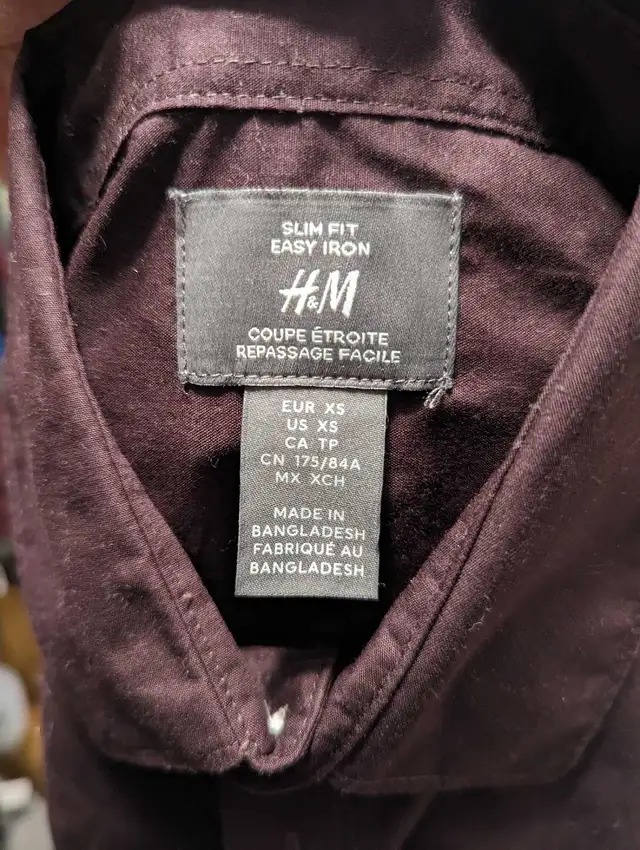 SLIM FIT
EASY IRON
H&M
COUPE ÉTROITE
REPASSAGE FACILE
EUR XS
US XS
CA TP
CN 175/84A
MX XCH
MADE IN
BANGLADESH
FABRIQUÉ AU
BANGLADESH